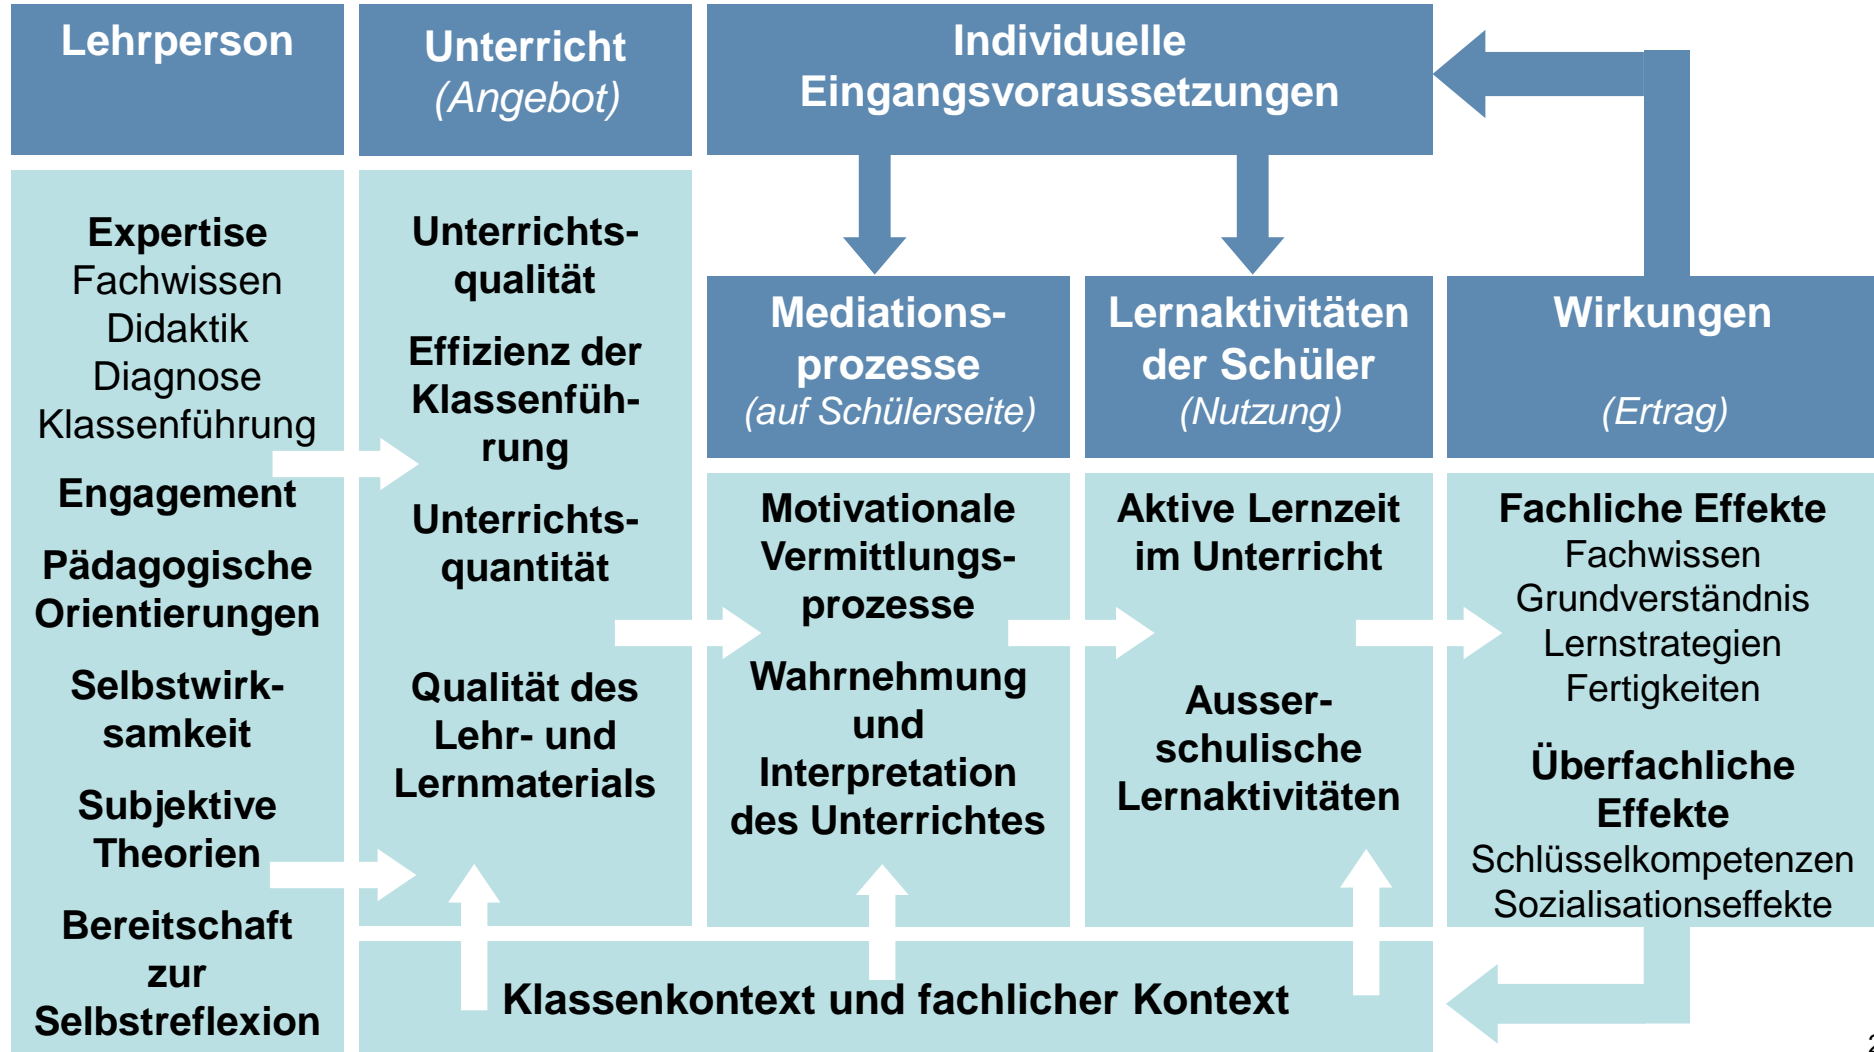 Lehrperson
Unterricht
(Angebot)
Individuelle
Eingangsvoraussetzungen
Expertise
Fachwissen
Didaktik
Diagnose
Klassenführung
Engagement
Pädagogische
Orientierungen
Selbstwirk-
samkeit
Subjektive
Theorien
Bereitschaft
zur
Selbstreflexion
Unterrichts-
qualität
Effizienz der
Klassenfüh-
rung
Unterrichts-
quantität
Qualität des
Lehr- und
Lernmaterials
Mediations-
prozesse
(auf Schülerseite)
Motivationale
Vermittlungs-
prozesse
Wahrnehmung
und
Interpretation
des Unterrichtes
Lernaktivitäten
der Schüler
(Nutzung)
Aktive Lernzeit
im Unterricht
Ausser-
schulische
Lernaktivitäten
Wirkungen
(Ertrag)
Fachliche Effekte
Fachwissen
Grundverständnis
Lernstrategien
Fertigkeiten
Überfachliche
Effekte
Schlüsselkompetenzen
Sozialisationseffekte
Klassenkontext und fachlicher Kontext